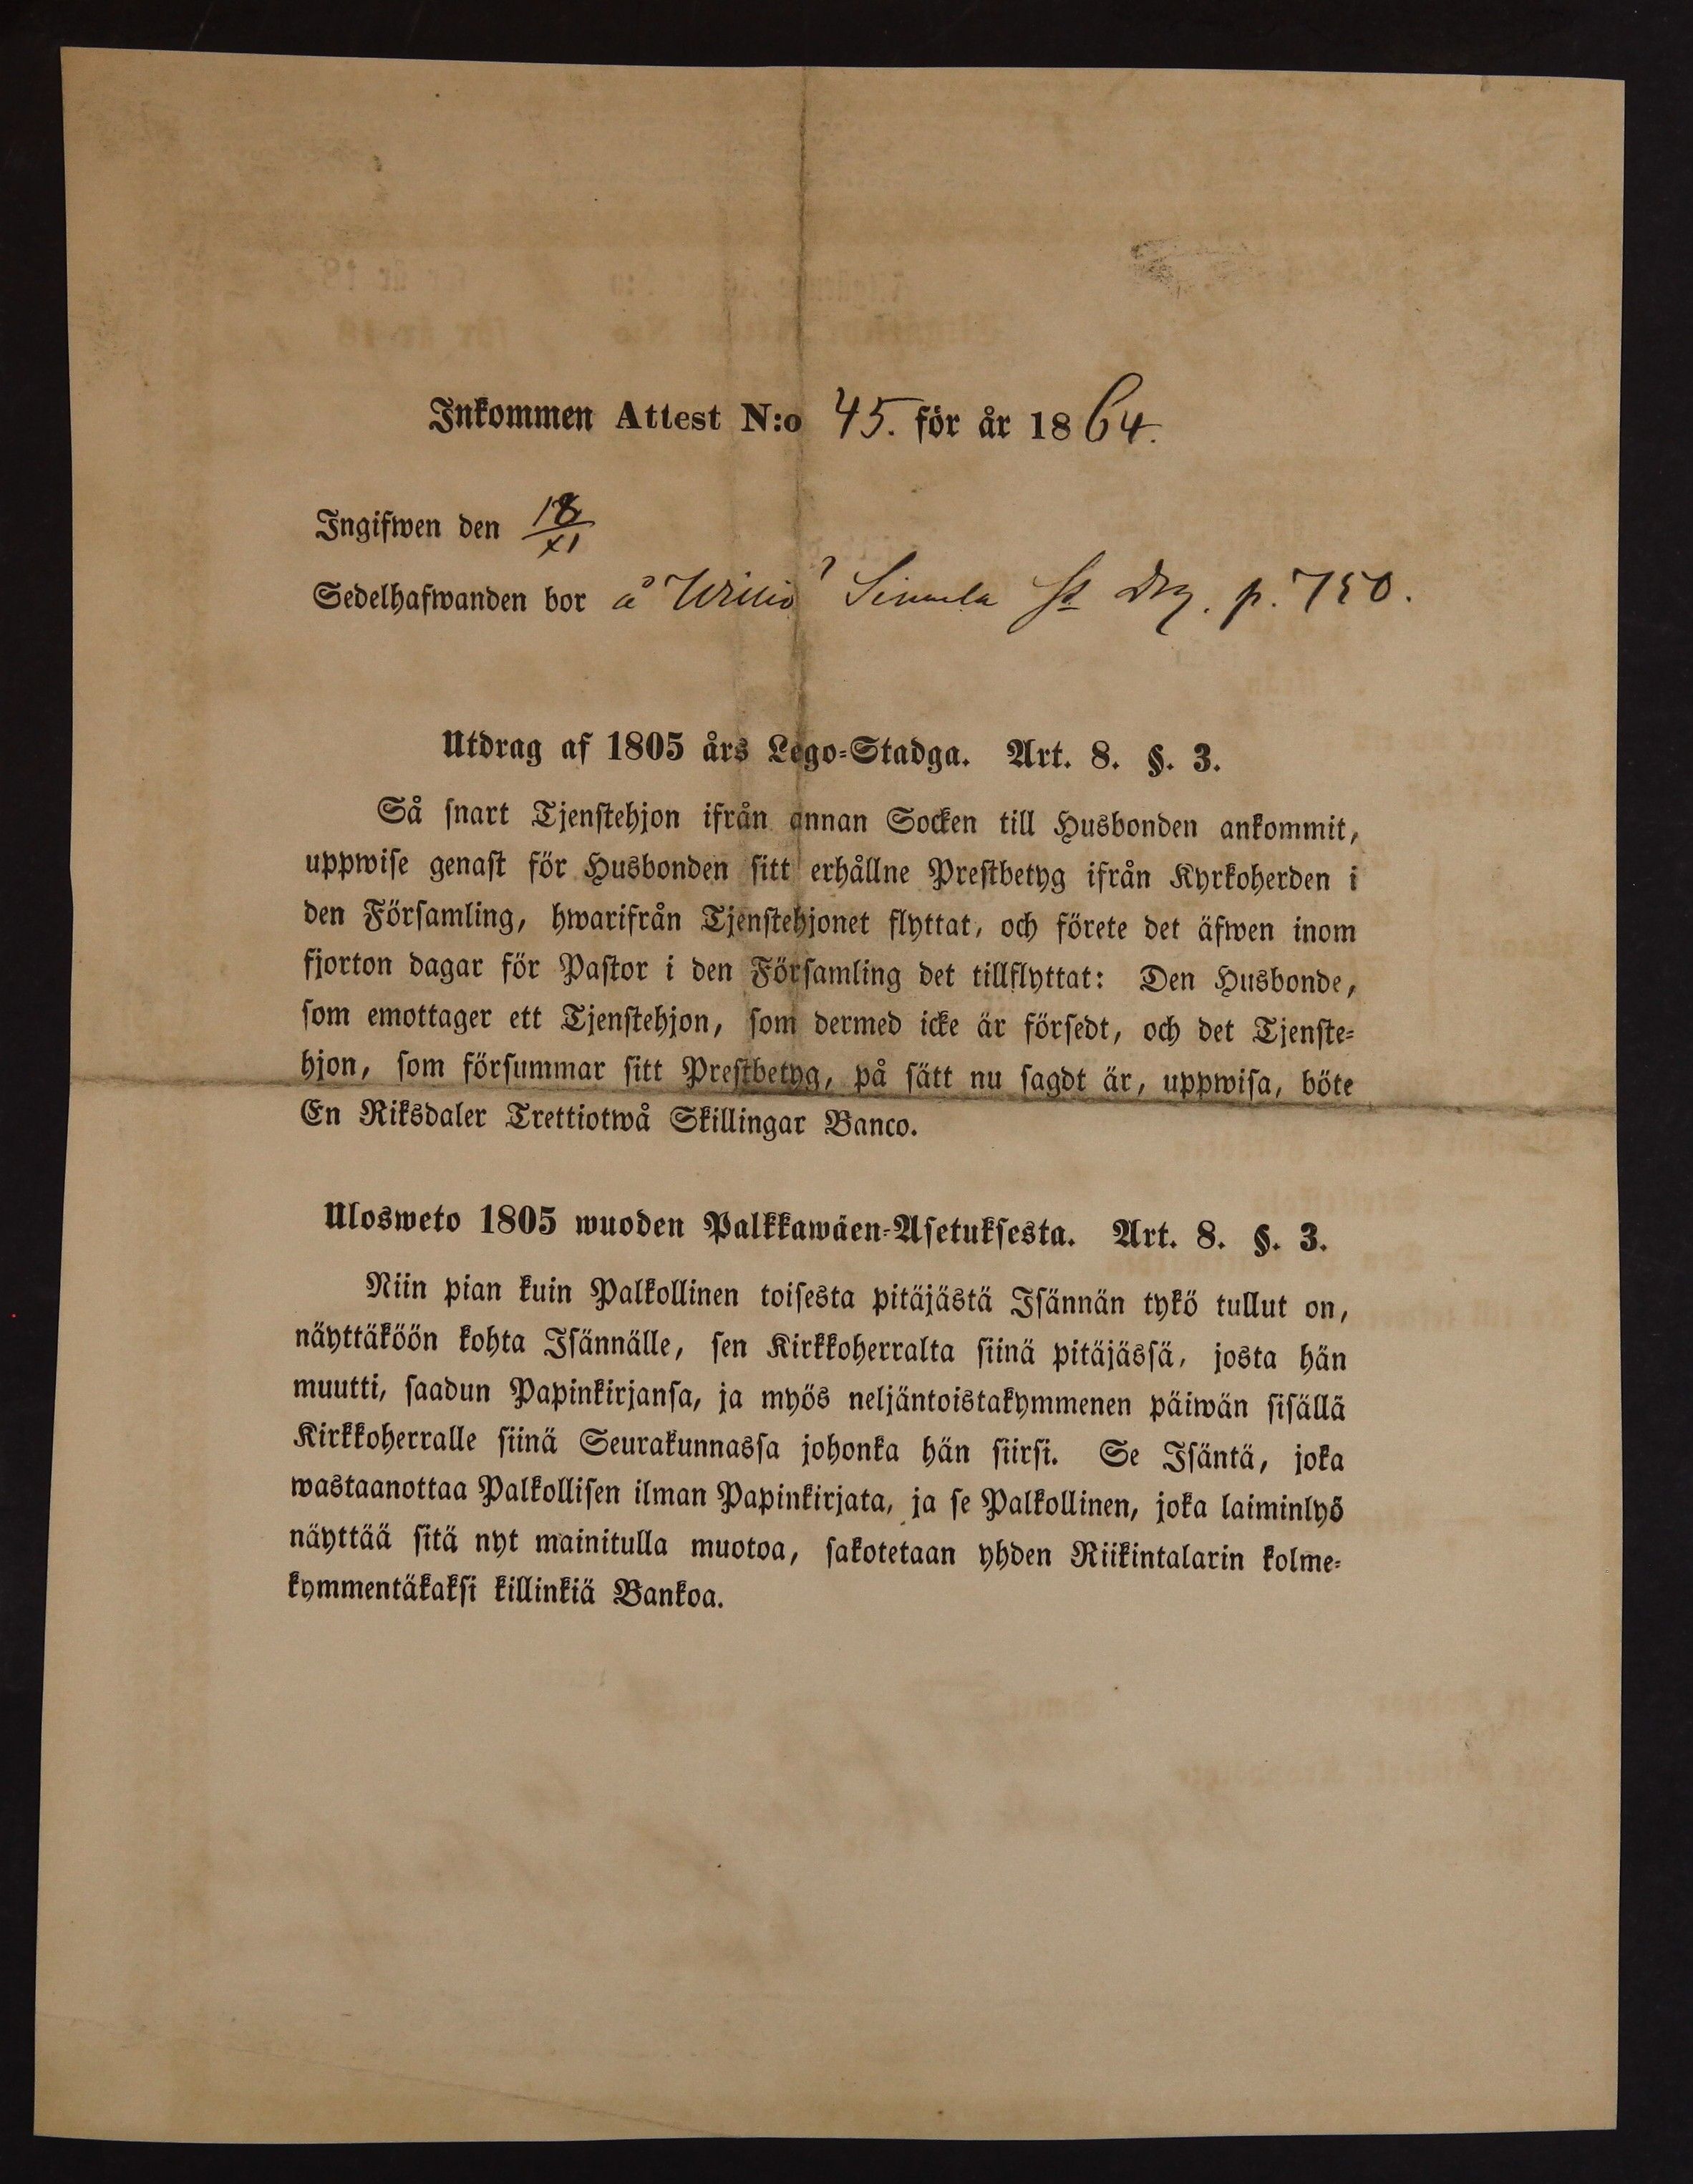 Inkommen Attest N:o 45. för år 1864.
Ingifwen den 18/XI
Sedelhafwanden bor å Simula p. 750.
Utdrag af 1805 års Lego-Stadga. Art. 8. §. 3.
Så snart Tjenstehjon ifrån annan Socken till Husbonden ankommit,
uppwise genast för Husbonden sitt erhållne Prestbetyg ifrån Kyrkoherden i
den Församling, hwarifrån Tjenstehjonet flyttat, och förete det äfwen inom
fjorton dagar för Pastor i den Församling det tillflyttat: Den Husbonde,
som emottager ett Tjenstehjon, som dermed icke är försedt, och det Tjenste-
hjon, som försummar sitt Prestbetyg, på sätt nu sagdt är, uppwisa, böte
En Riksdaler Trettiotwå Skillingar Banco.
Ulosweto 1805 wuoden Palkkawäen-Asetuksesta. Art. 8. §. 3.
Niin pian kuin Palkollinen toisesta pitäjästä Isännän tykö tullut on,
näyttäköön kohta Isännälle, sen Kirkkoherralta siinä pitäjässä, josta hän
muutti, saadun Papinkirjansa, ja myös neljäntoistakymmenen päiwän sisällä
Kirkkoherralle siinä Seurakunnassa johonka hän siirsi. Se Isäntä, joka
wastaanottaa Palkollisen ilman Papinkirjata, ja se Palkollinen, joka laiminlyö
näyttää sitä nyt mainitulla muotoa, sakotetaan yhden Riikintalarin kolme-
kymmentäkaksi killinkiä Bankoa.